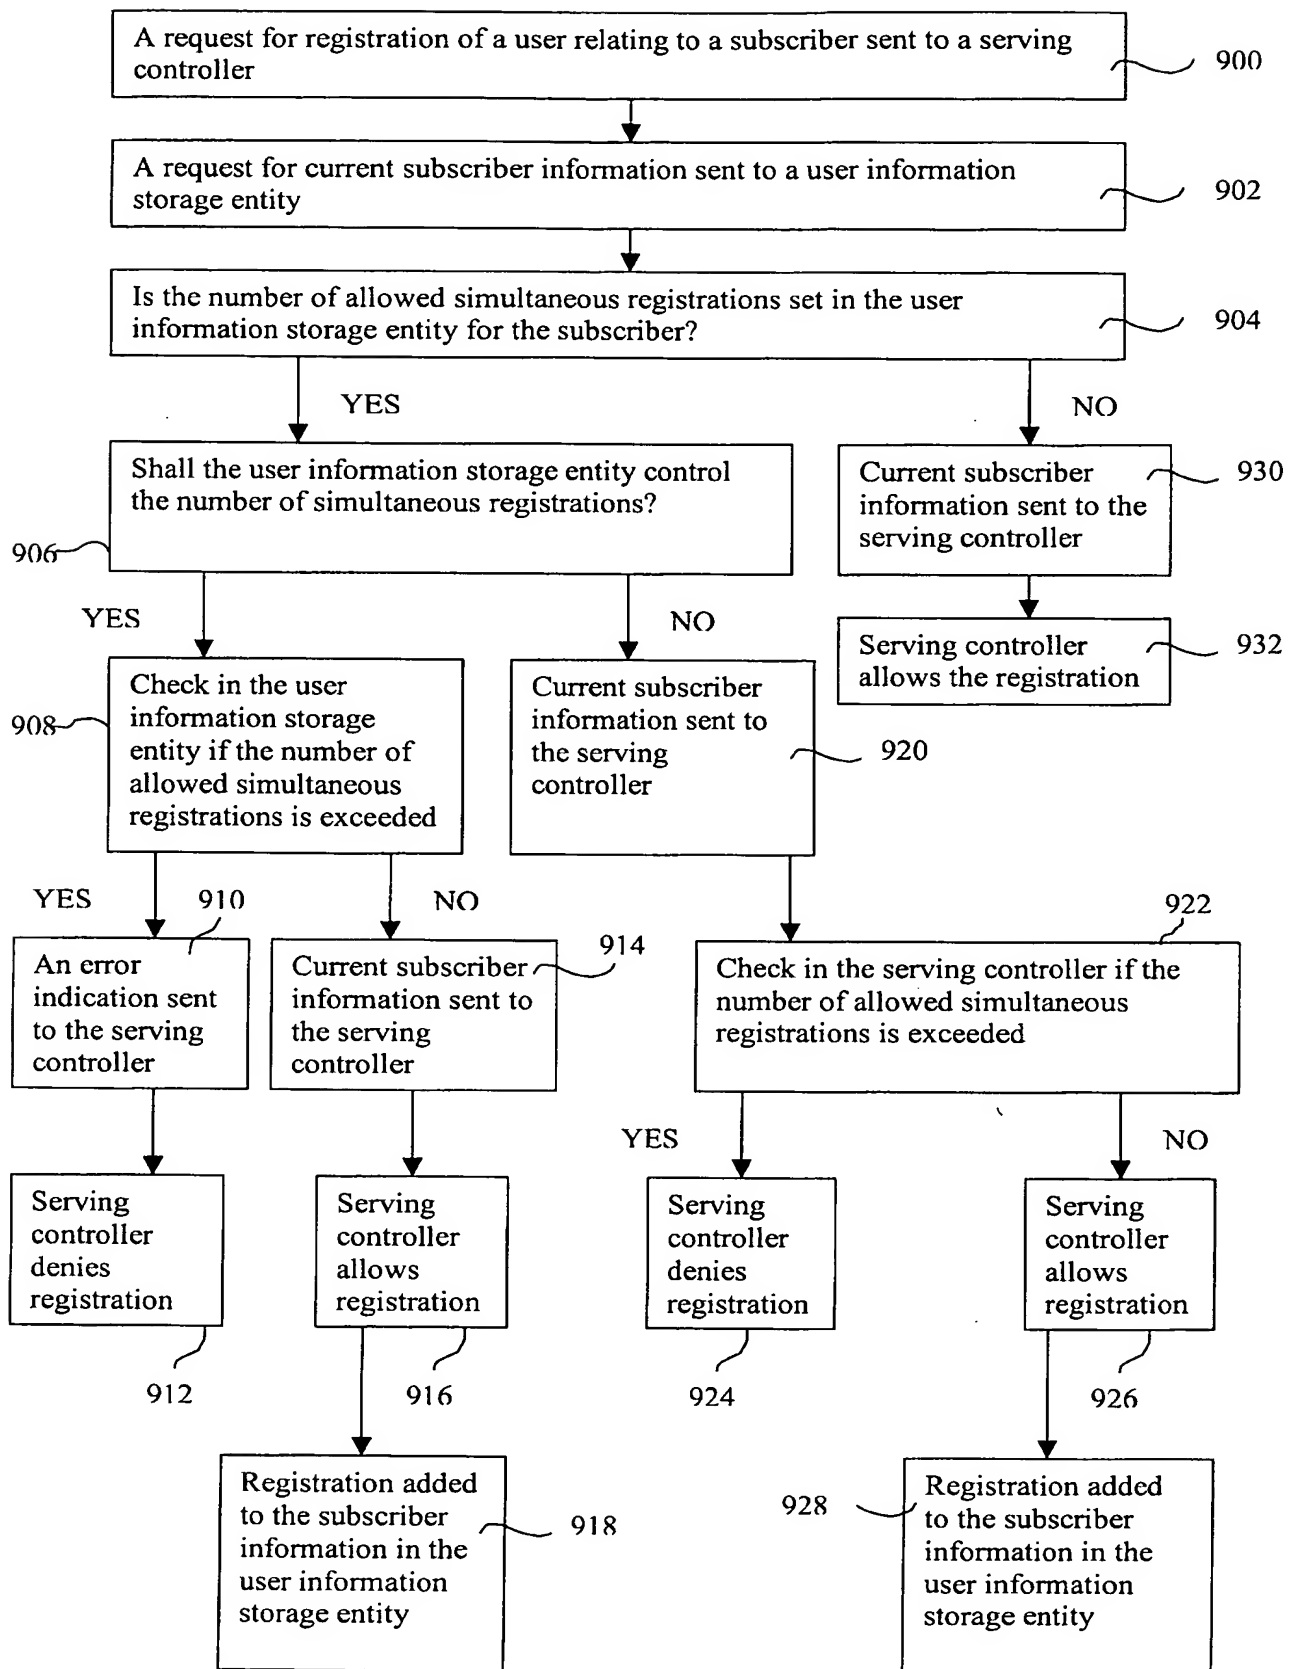 A request for registration of a user relating to a subscriber sent to a serving
controller
900
A request for current subscriber information sent to a user information
storage entity
902
Is the number of allowed simultaneous registrations set in the user
information storage entity for the subscriber?
904
YES
NO
Shall the user information storage entity control
the number of simultaneous registrations?
906
Current subscriber
information sent to the
serving controller
930
YES
NO
Serving controller
allows the registration
932
Check in the user
information storage
entity if the number of
allowed simultaneous
registrations is exceeded
908
Current subscriber
information sent to
the serving
controller
920
YES
910
NO
914
922
An error
indication sent
to the serving
controller
Current subscriber
information sent to
the serving
controller
Check in the serving controller if the
number of allowed simultaneous
registrations is exceeded
YES
NO
Serving
controller
denies
registration
912
Serving
controller
allows
registration
916
Serving
controller
denies
registration
924
Serving
controller
allows
registration
926
Registration added
to the subscriber
information in the
user information
storage entity
918
928
Registration added
to the subscriber
information in the
user information
storage entity